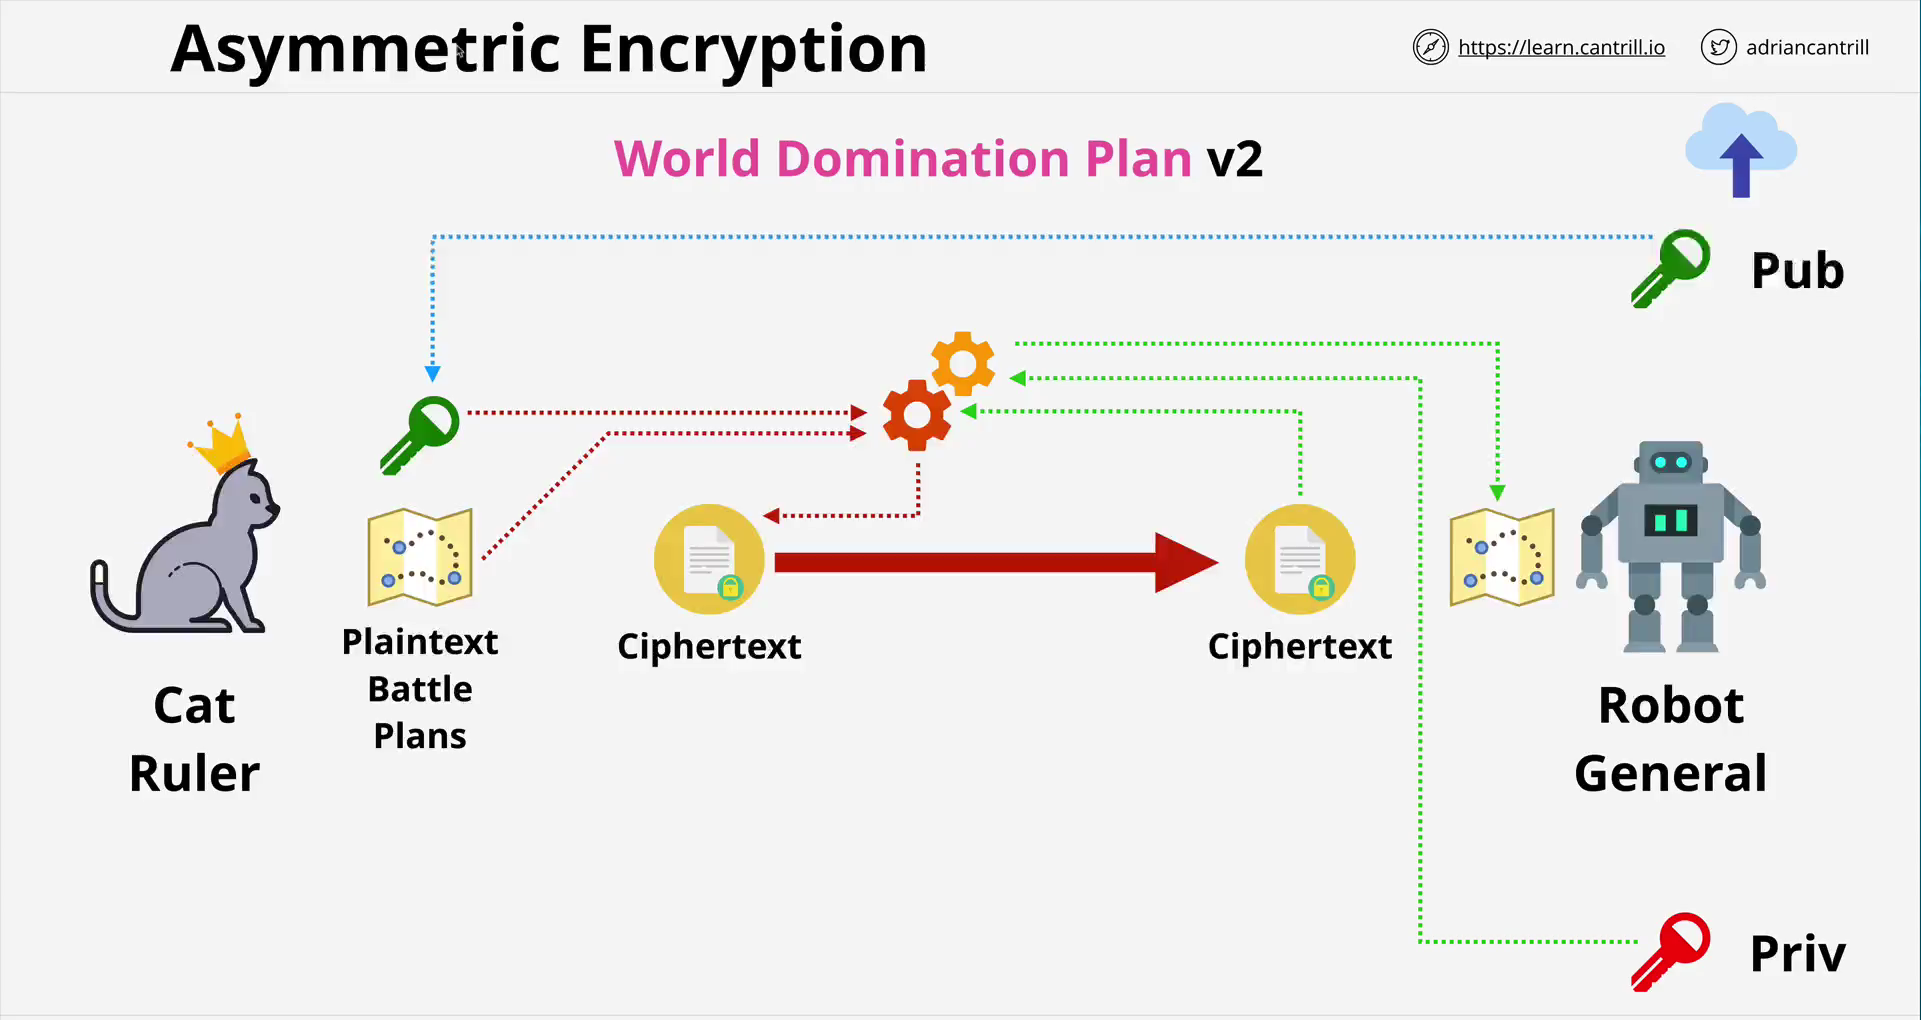 Asymmetric Encryption
https://learn.cantrill.io
adriancantrill
World Domination Plan v2
Pub
Plaintext
Battle
Plans
Ciphertext
Ciphertext
Cat
Ruler
Robot
General
Priv